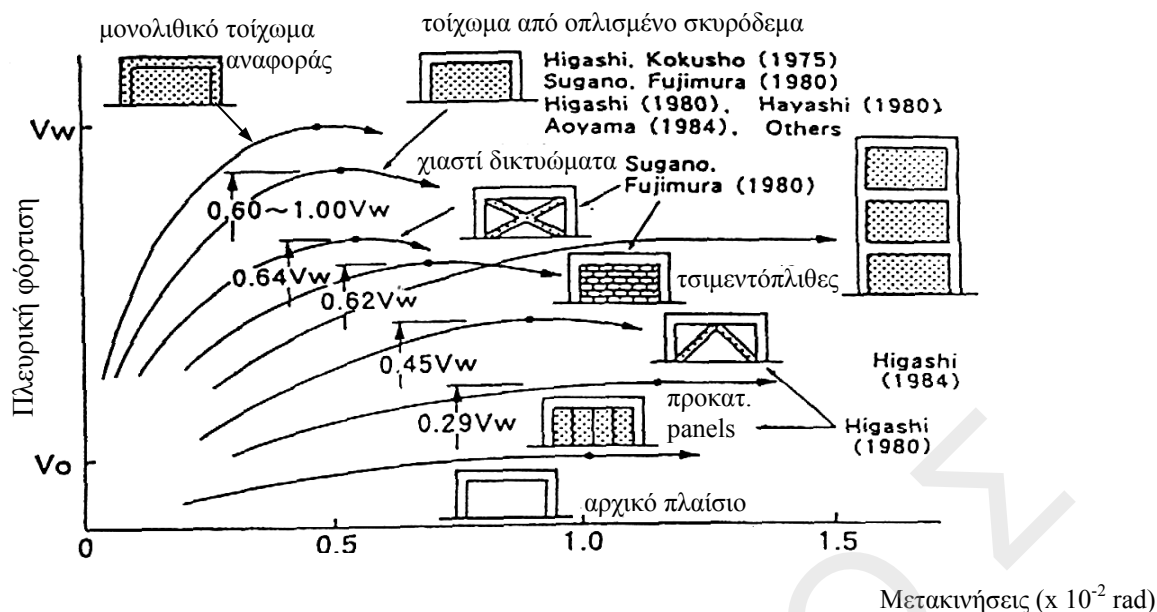 μονολιθικό τοίχωμα
αναφοράς
τοίχωμα από οπλισμένο σκυρόδεμα
Higashi, Kokusho (1975)
Sugano, Fujimura (1980)
Higashi (1980), Hayashi (1980)
Aoyama (1984), Others
Vw
χιαστί δικτυώματα
Sugano,
Fujimura (1980)
0.60~1.00Vw
0.64Vw
0.62Vw
τσιμεντόπλιθες
0.45Vw
Higashi
(1984)
0.29Vw
προκατ.
panels
Higashi
(1980)
Vo
αρχικό πλαίσιο
Πλευρική φόρτιση
0
0.5
1.0
1.5
Μετακινήσεις (x 10⁻² rad)
Ο Σ